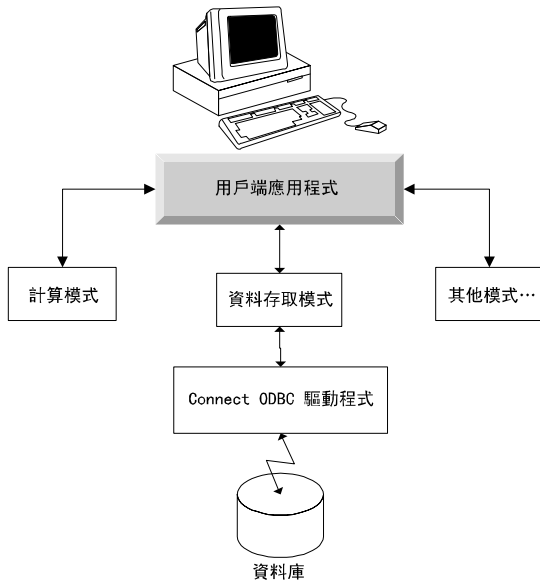 用戶端應用程式
計算模式
資料存取模式
其他模式…
Connect ODBC 驅動程式
資料庫